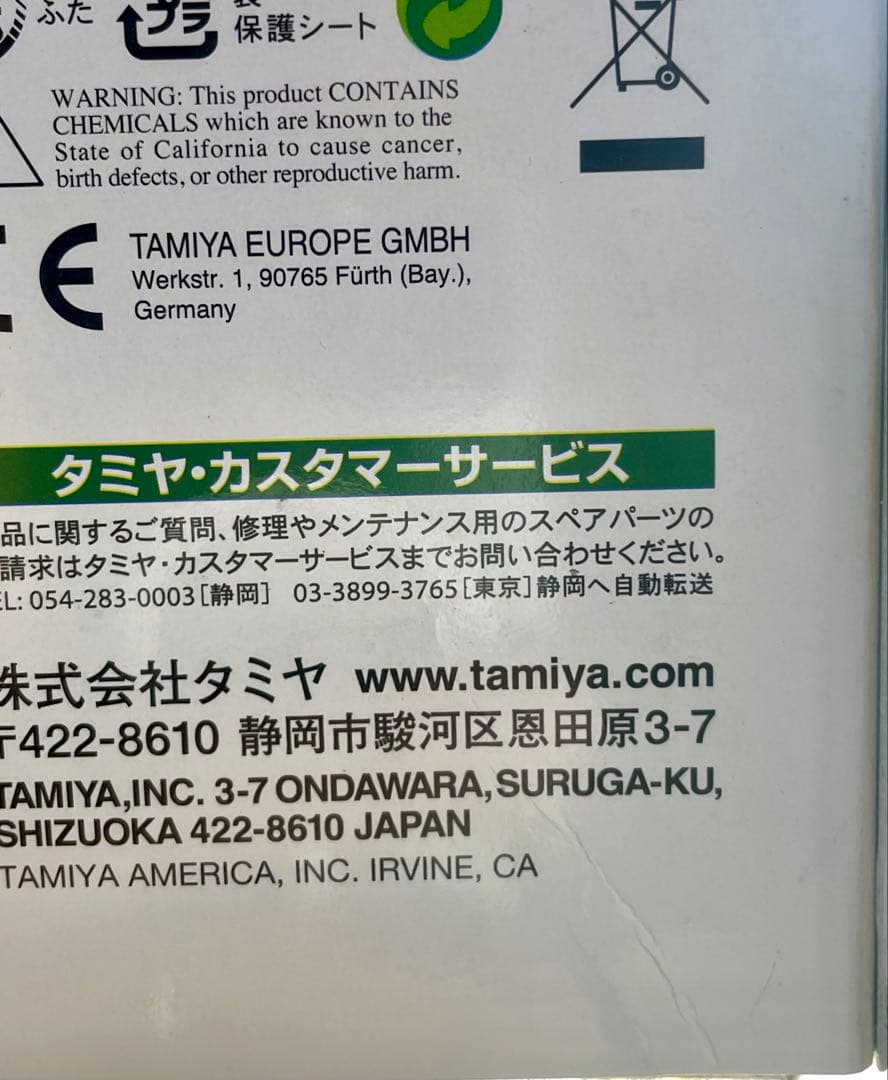 ふた
プラ
保護シート
WARNING: This product CONTAINS
CHEMICALS which are known to the
State of California to cause cancer,
birth defects, or other reproductive harm.
CE
TAMIYA EUROPE GMBH
Werkstr. 1, 90765 Fürth (Bay.),
Germany
タミヤ・カスタマーサービス
品に関するご質問、修理やメンテナンス用のスペアパーツの
請求はタミヤ・カスタマーサービスまでお問い合わせください。
EL: 054-283-0003［静岡］ 03-3899-3765［東京］静岡へ自動転送
株式会社タミヤ www.tamiya.com
〒422-8610 静岡市駿河区恩田原3-7
TAMIYA,INC. 3-7 ONDAWARA, SURUGA-KU,
SHIZUOKA 422-8610 JAPAN
TAMIYA AMERICA, INC. IRVINE, CA